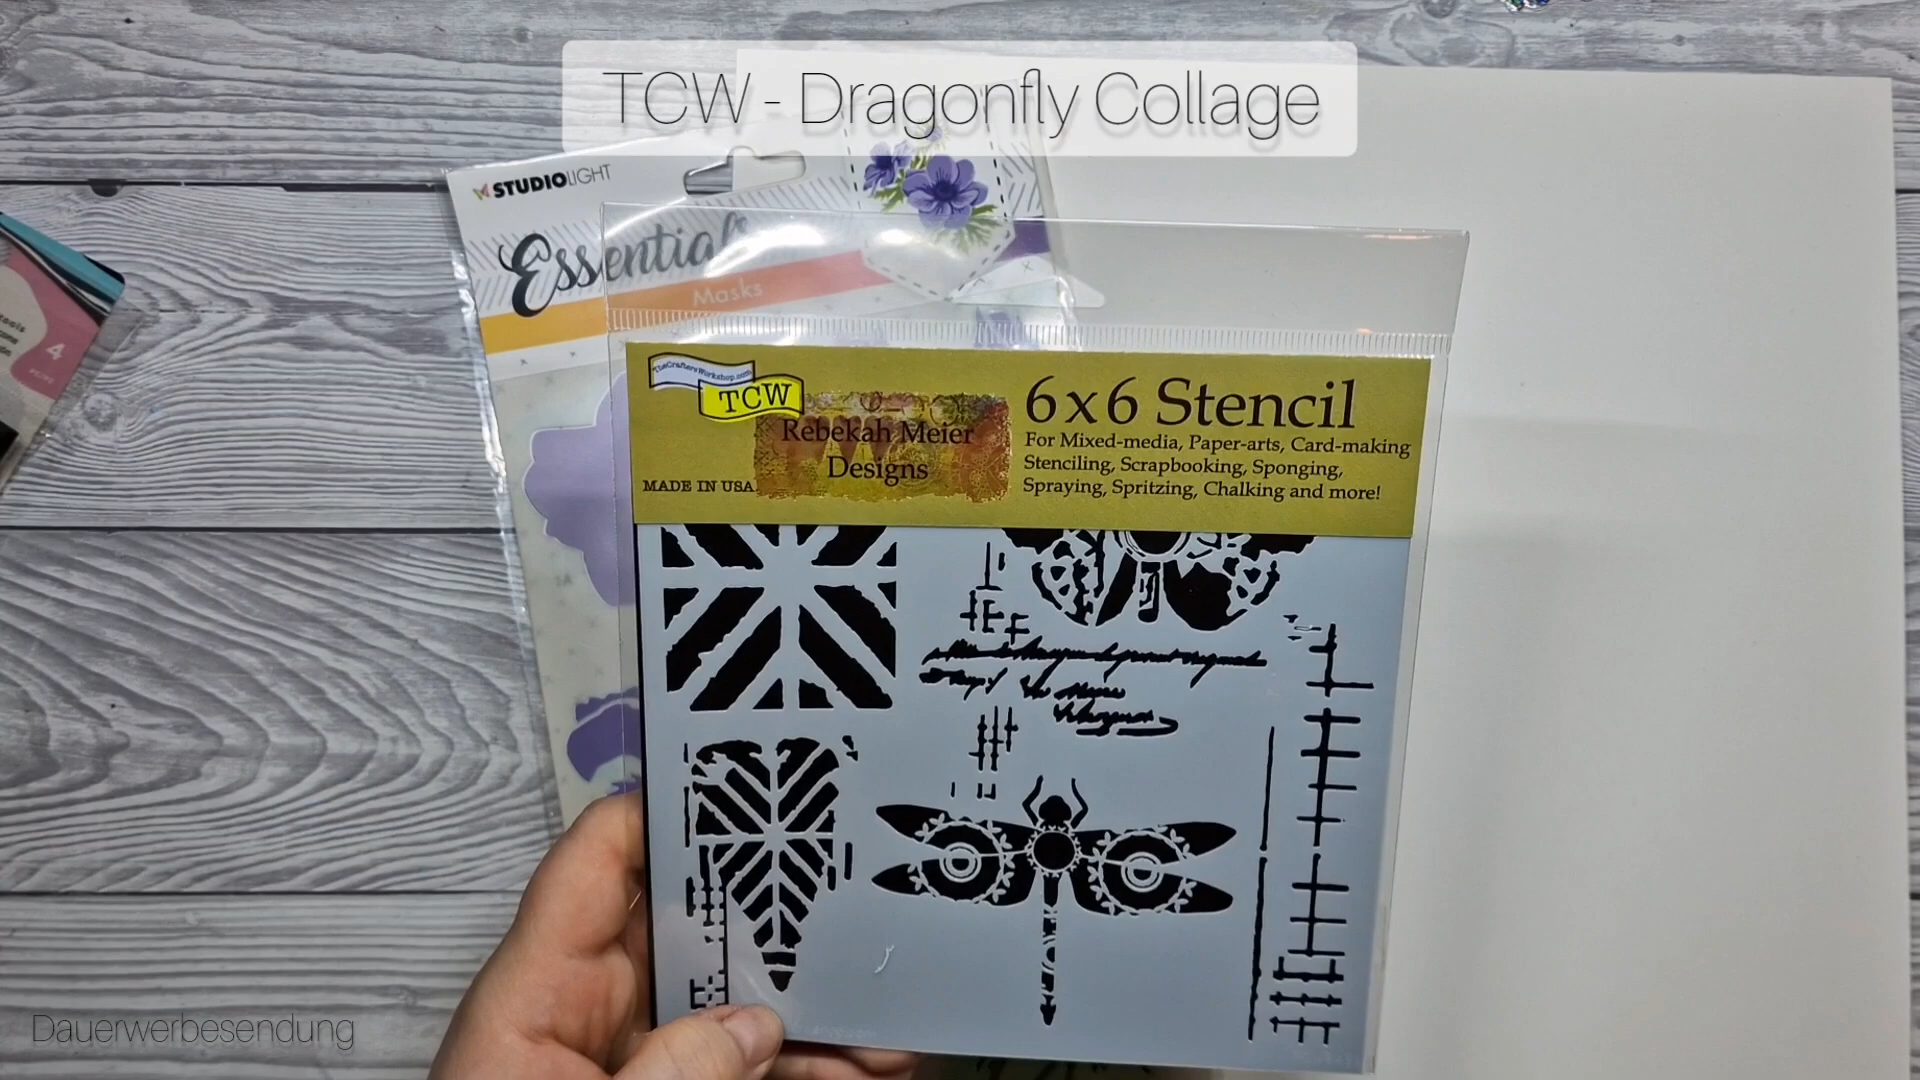 TCW - Dragonfly Collage
STUDIOLIGHT
Essentials
Masks
TheCraftersWorkshop.com
TCW
Rebekah Meier
Designs
MADE IN USA
6x6 Stencil
For Mixed-media, Paper-arts, Card-making
Stenciling, Scrapbooking, Sponging,
Spraying, Spritzing, Chalking and more!
4
Dauerwerbesendung